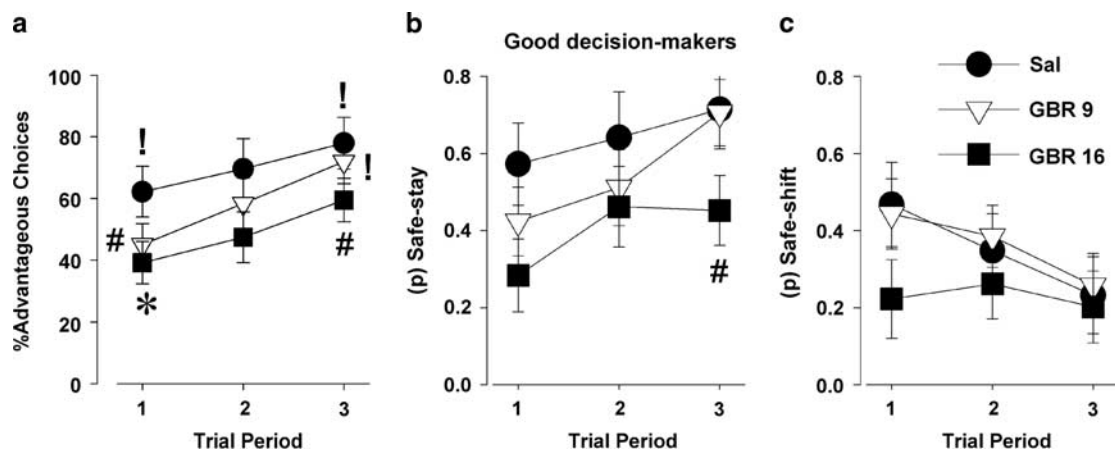 a
%Advantageous Choices
100
80
60
40
20
0
!
!
!
#
#
*
1
2
3
Trial Period
b
Good decision-makers
(p) Safe-stay
0.8
0.6
0.4
0.2
0.0
#
1
2
3
Trial Period
c
(p) Safe-shift
0.8
0.6
0.4
0.2
0.0
Sal
GBR 9
GBR 16
1
2
3
Trial Period